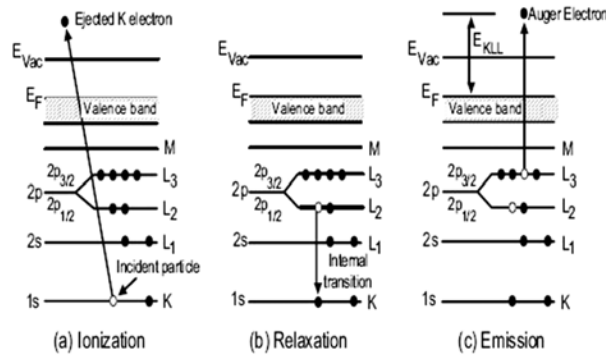 Ejected K electron
E_Vac
E_F
Valence band
M
2p_3/2
L_3
2p
2p_1/2
L_2
2s
L_1
Incident particle
1s
K
(a) Ionization
E_Vac
E_F
Valence band
M
2p_3/2
L_3
2p
2p_1/2
L_2
2s
L_1
Internal
transition
1s
K
(b) Relaxation
Auger Electron
E_KLL
E_Vac
E_F
Valence band
M
2p_3/2
L_3
2p
2p_1/2
L_2
2s
L_1
1s
K
(c) Emission